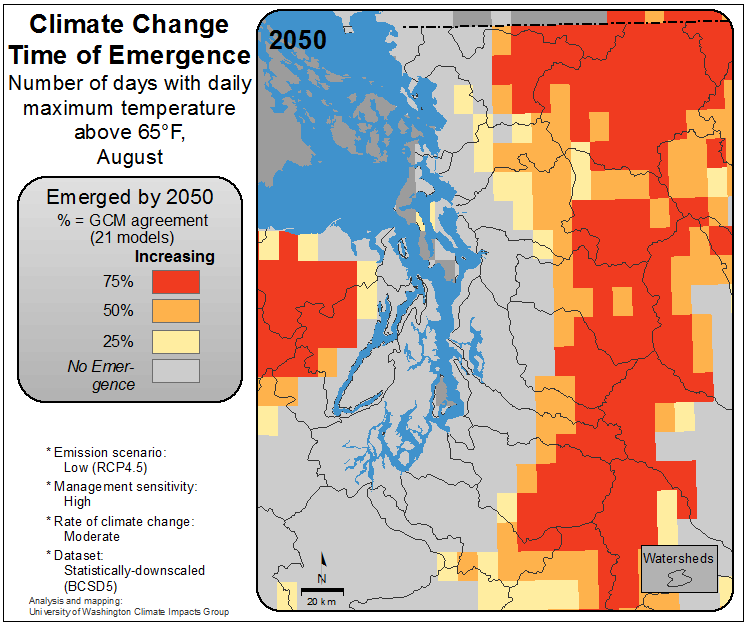 Climate Change
Time of Emergence
Number of days with daily
maximum temperature
above 65°F,
August
Emerged by 2050
% = GCM agreement
(21 models)
Increasing
75%
50%
25%
No Emer-
gence
* Emission scenario:
Low (RCP4.5)
* Management sensitivity:
High
* Rate of climate change:
Moderate
* Dataset:
Statistically-downscaled
(BCSD5)
Analysis and mapping:
University of Washington Climate Impacts Group
2050
N
20 km
Watersheds